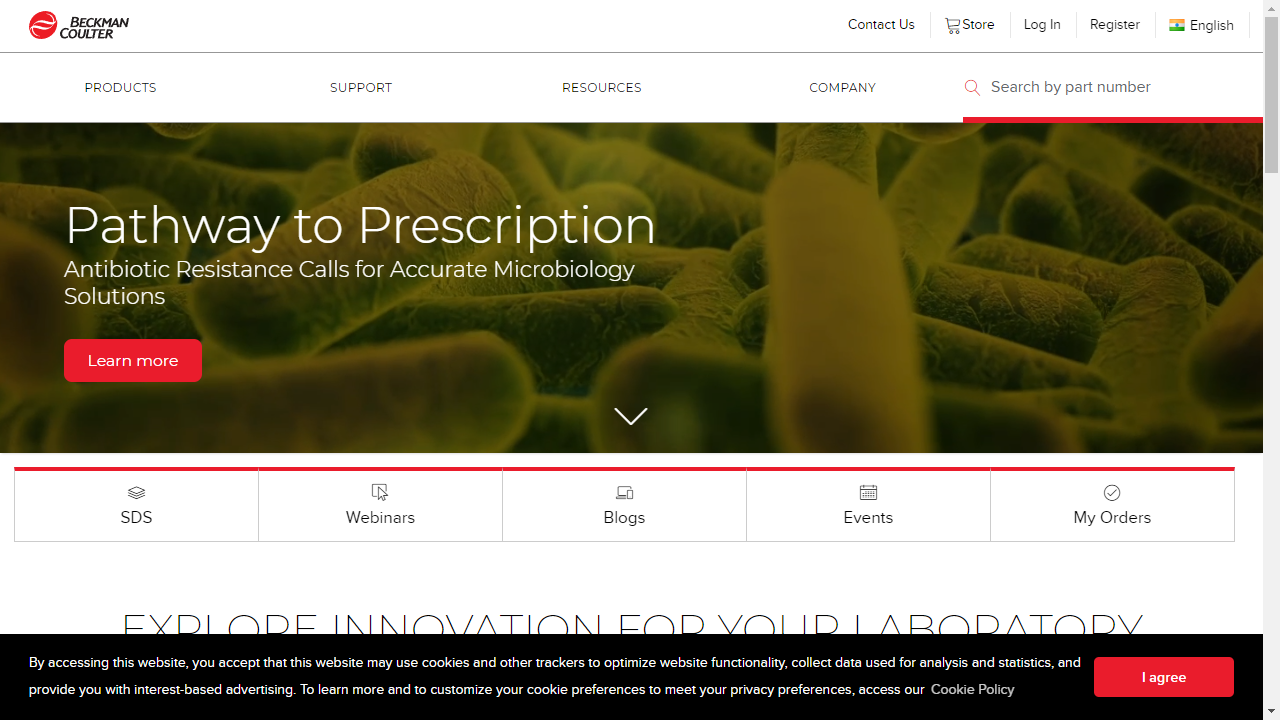 BECKMAN
COULTER
Contact Us
Store
Log In
Register
English
PRODUCTS
SUPPORT
RESOURCES
COMPANY
Search by part number
Pathway to Prescription
Antibiotic Resistance Calls for Accurate Microbiology
Solutions
Learn more
SDS
Webinars
Blogs
Events
My Orders
EXPLORE INNOVATION FOR YOUR LABORATORY
By accessing this website, you accept that this website may use cookies and other trackers to optimize website functionality, collect data used for analysis and statistics, and
provide you with interest-based advertising. To learn more and to customize your cookie preferences to meet your privacy preferences, access our Cookie Policy
I agree